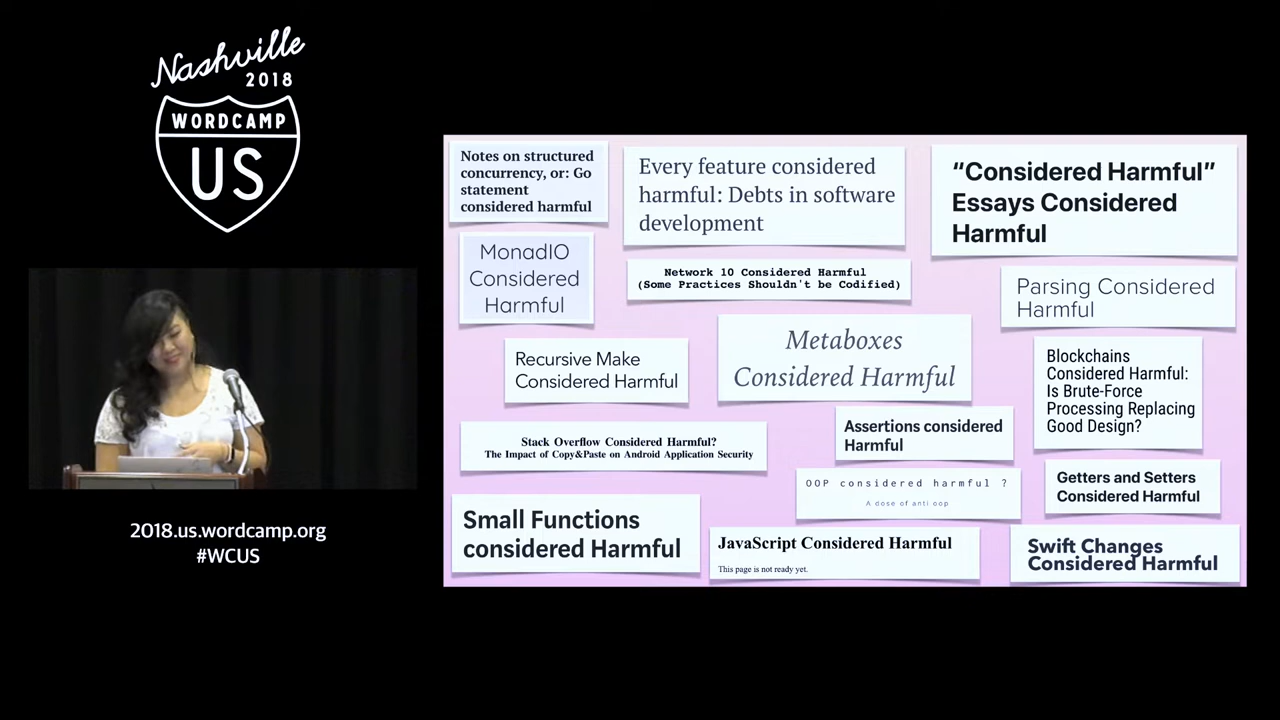 Nashville
2018
WORDCAMP
US
2018.us.wordcamp.org
#WCUS
Notes on structured
concurrency, or: Go
statement
considered harmful
Every feature considered
harmful: Debts in software
development
“Considered Harmful”
Essays Considered
Harmful
MonadIO
Considered
Harmful
Network 10 Considered Harmful
(Some Practices Shouldn't be Codified)
Parsing Considered
Harmful
Recursive Make
Considered Harmful
Metaboxes
Considered Harmful
Blockchains
Considered Harmful:
Is Brute-Force
Processing Replacing
Good Design?
Stack Overflow Considered Harmful?
The Impact of Copy&Paste on Android Application Security
Assertions considered
Harmful
OOP considered harmful ?
A dose of anti oop
Getters and Setters
Considered Harmful
Small Functions
considered Harmful
JavaScript Considered Harmful
This page is not ready yet.
Swift Changes
Considered Harmful